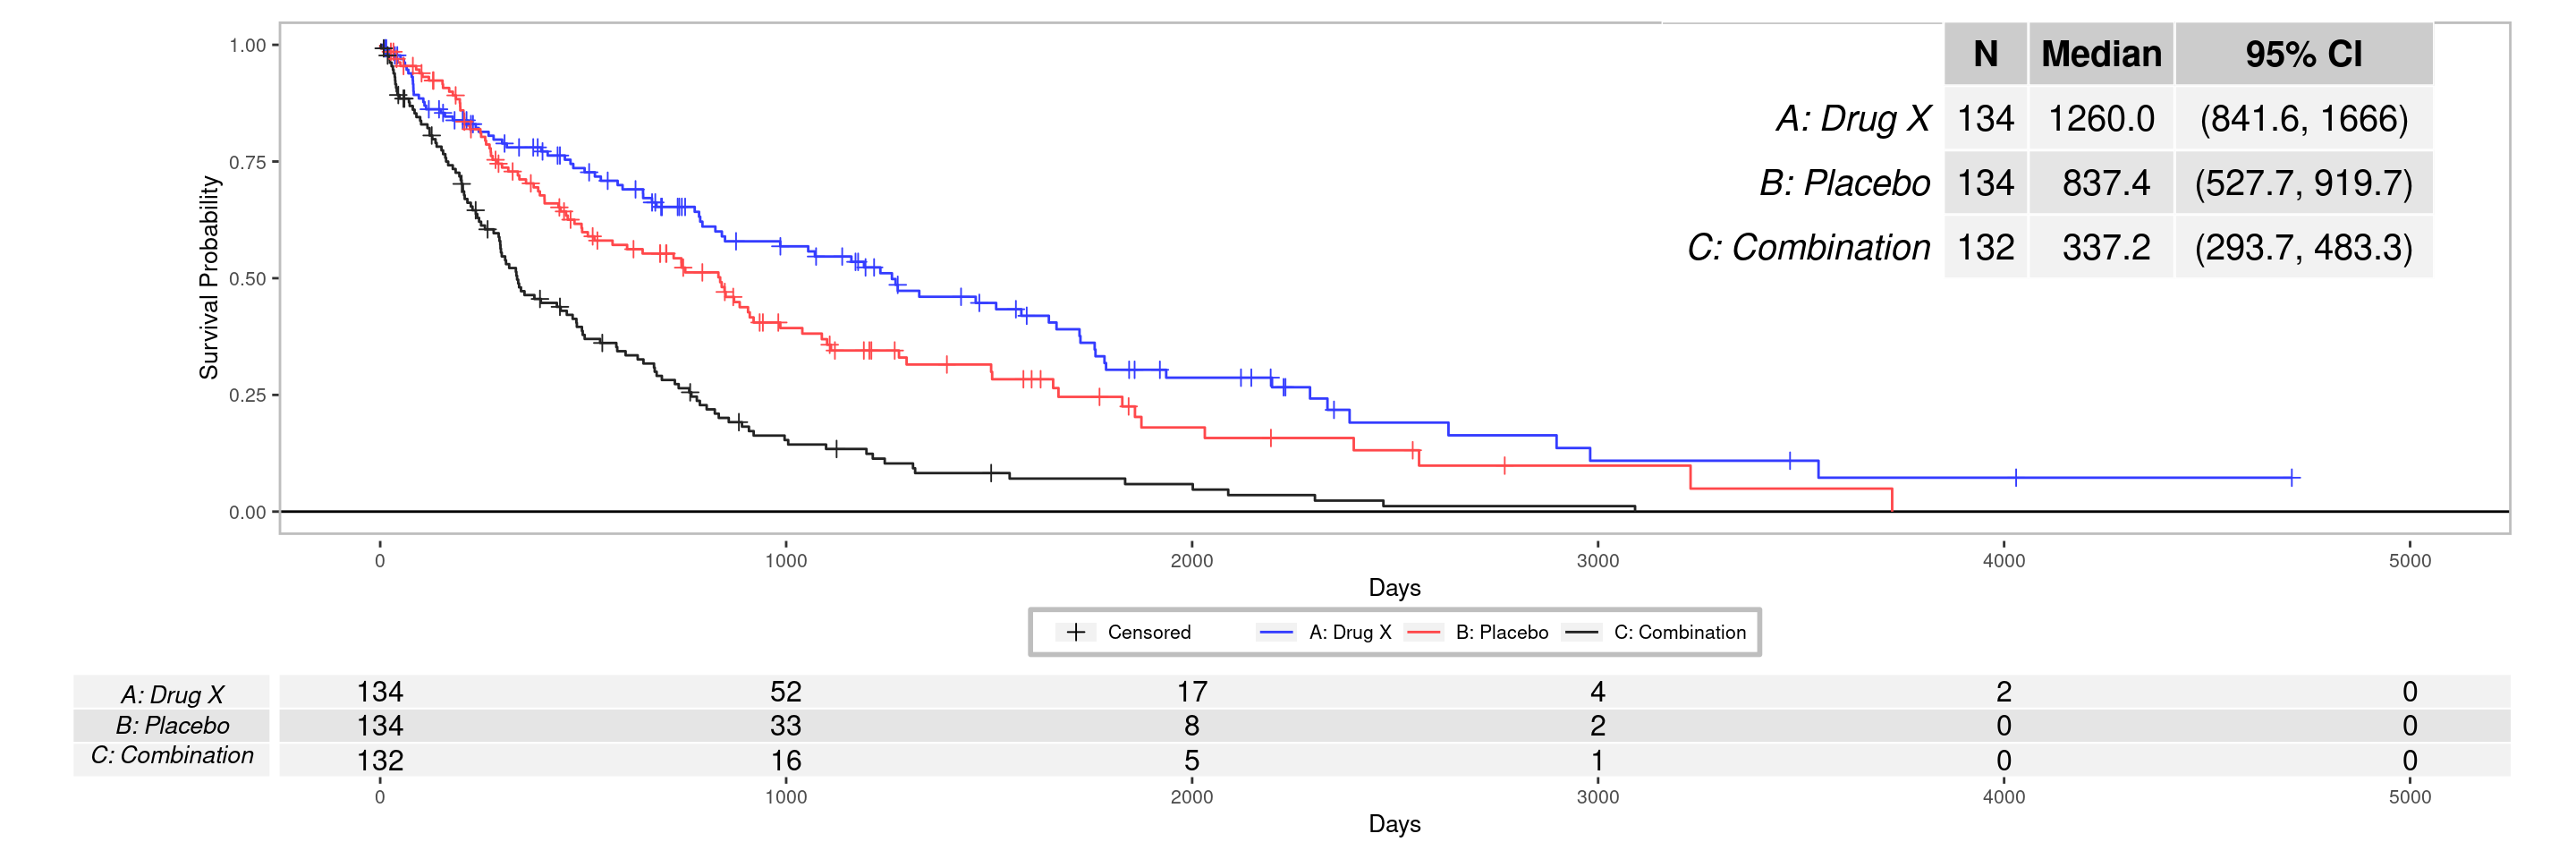 N Median 95% CI
A: Drug X 134 1260.0 (841.6, 1666)
B: Placebo 134 837.4 (527.7, 919.7)
C: Combination 132 337.2 (293.7, 483.3)
Survival Probability
1.00
0.75
0.50
0.25
0.00
0 1000 2000 3000 4000 5000
Days
Censored A: Drug X B: Placebo C: Combination
A: Drug X 134 52 17 4 2 0
B: Placebo 134 33 8 2 0 0
C: Combination 132 16 5 1 0 0
0 1000 2000 3000 4000 5000
Days